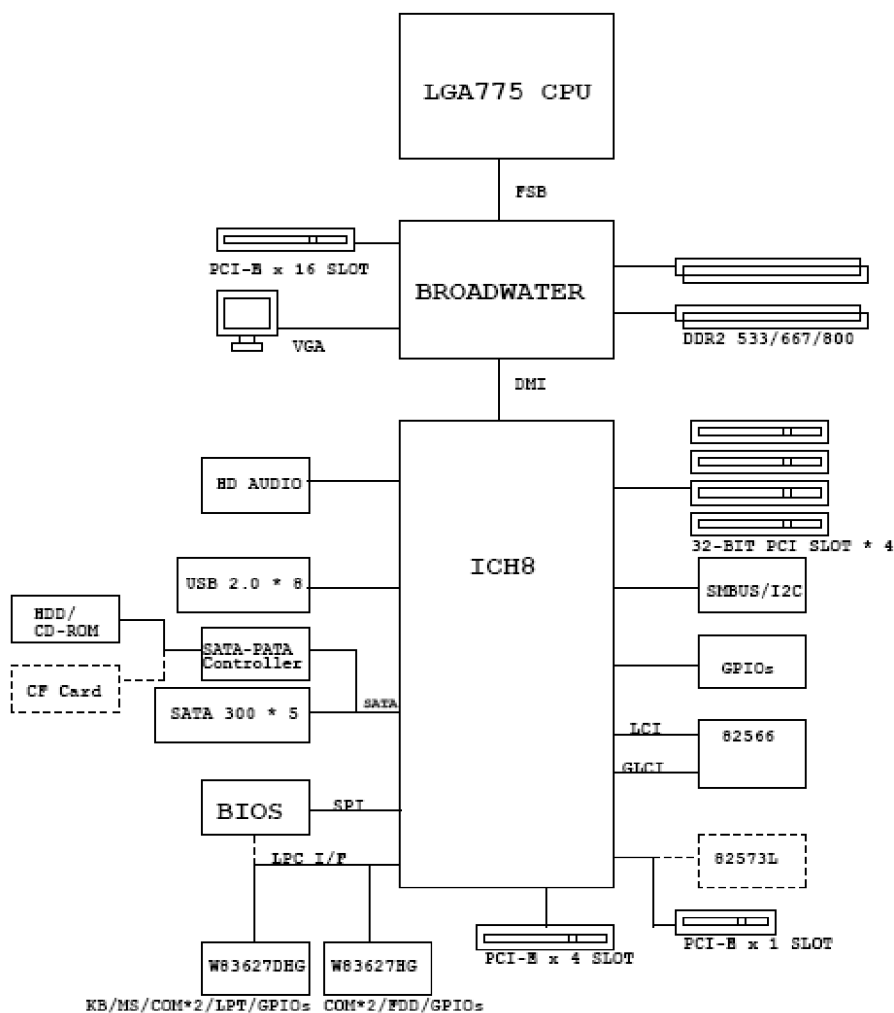 LGA775 CPU
FSB
PCI-E x 16 SLOT
BROADWATER
VGA
DDR2 533/667/800
DMI
HD AUDIO
32-BIT PCI SLOT * 4
ICH8
USB 2.0 * 8
SMBUS/I2C
HDD/
CD-ROM
SATA-PATA
Controller
GPIOs
CF Card
SATA 300 * 5
SATA
LCI
82566
GLCI
BIOS
SPI
LPC I/F
82573L
PCI-E x 4 SLOT
PCI-E x 1 SLOT
W83627DHG
W83627HG
KB/MS/COM*2/LPT/GPIOs
COM*2/FDD/GPIOs